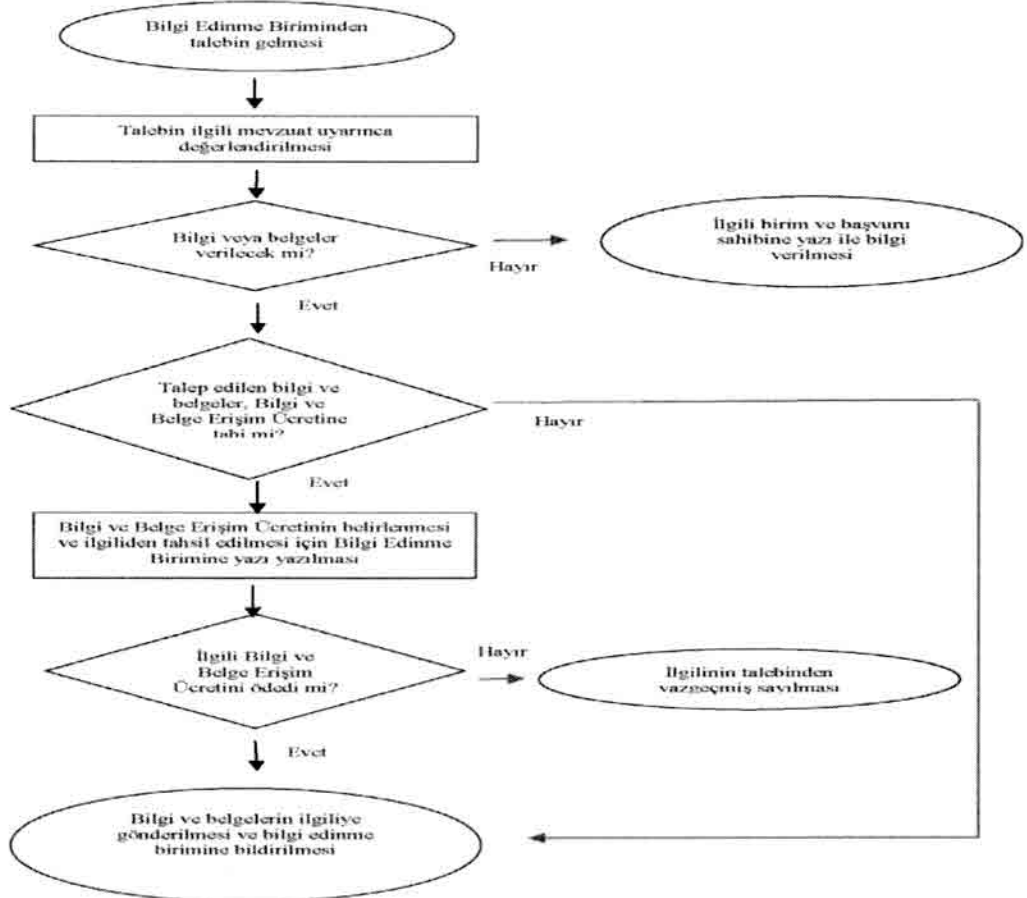 Bilgi Edinme Biriminden
talebin gelmesi
Talebin ilgili mevzuat uyarınca
değerlendirilmesi
Bilgi veya belgeler
verilecek mi?
Hayır
İlgili birim ve başvuru
sahibine yazı ile bilgi
verilmesi
Evet
Talep edilen bilgi ve
belgeler, Bilgi ve
Belge Erişim Ücretine
tabi mi?
Hayır
Evet
Bilgi ve Belge Erişim Ücretinin belirlenmesi
ve ilgiliden tahsil edilmesi için Bilgi Edinme
Birimine yazı yazılması
İlgili Bilgi ve
Belge Erişim
Ücretini ödedi mi?
Hayır
İlgilinin talebinden
vazgeçmiş sayılması
Evet
Bilgi ve belgelerin ilgiliye
gönderilmesi ve bilgi edinme
birimine bildirilmesi